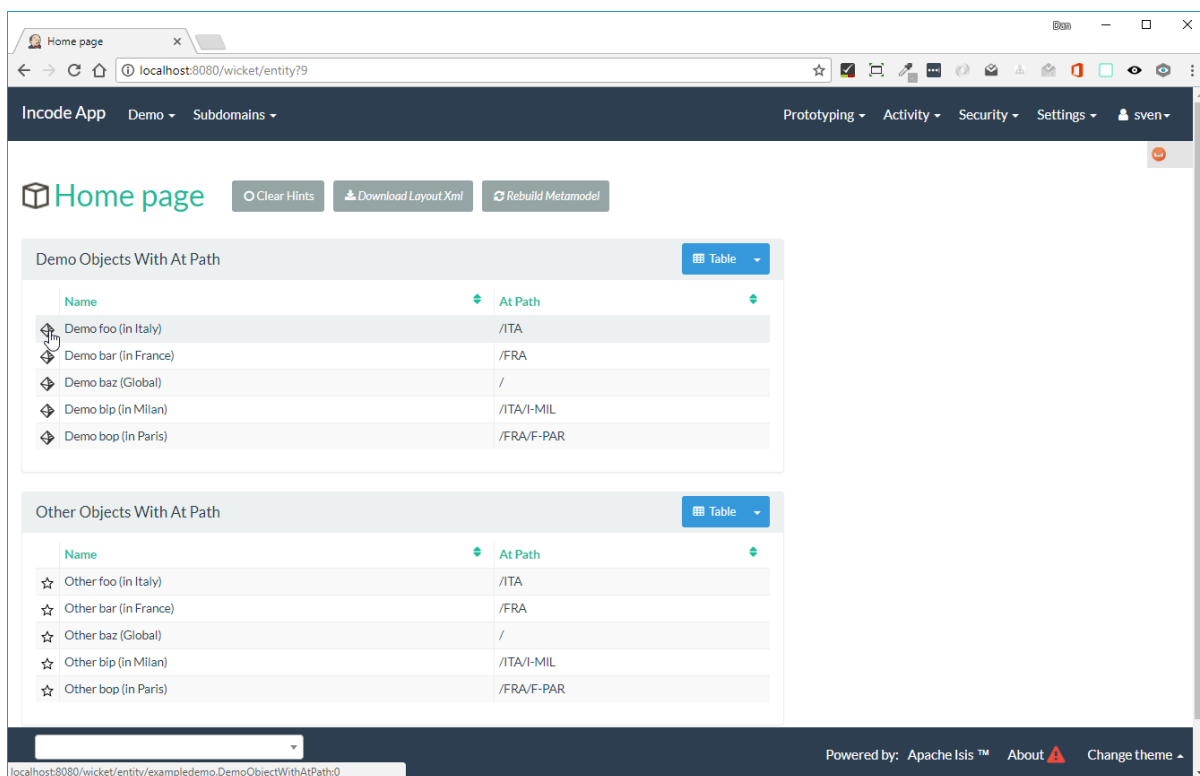 Home page
Dan
localhost:8080/wicket/entity?9
Incode App Demo Subdomains Prototyping Activity Security Settings sven
Home page Clear Hints Download Layout Xml Rebuild Metamodel
Demo Objects With At Path Table
Name At Path
Demo foo (in Italy) /ITA
Demo bar (in France) /FRA
Demo baz (Global) /
Demo bip (in Milan) /ITA/I-MIL
Demo bop (in Paris) /FRA/F-PAR
Other Objects With At Path Table
Name At Path
Other foo (in Italy) /ITA
Other bar (in France) /FRA
Other baz (Global) /
Other bip (in Milan) /ITA/I-MIL
Other bop (in Paris) /FRA/F-PAR
Powered by: Apache Isis ™ About Change theme
localhost:8080/wicket/entity/exampledemo.DemoObjectWithAtPath:0